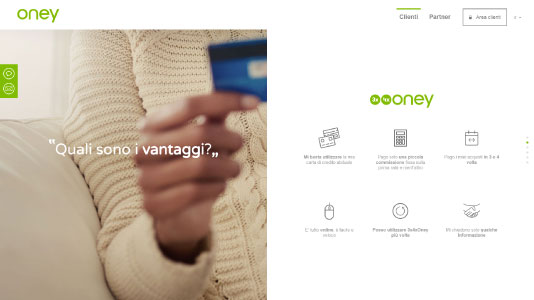 oney
Clienti
Partner
Area clienti
"Quali sono i vantaggi?"
3x 4x oney
Mi basta utilizzare la mia
carta di credito abituale
Pago solo una piccola
commissione fissa sulla
Pago i miei acquisti in 3 o 4
volte
E' tutto online: è facile e
veloce
Posso utilizzare 3x4xOney
più volte
Mi chiedono solo qualche
informazione